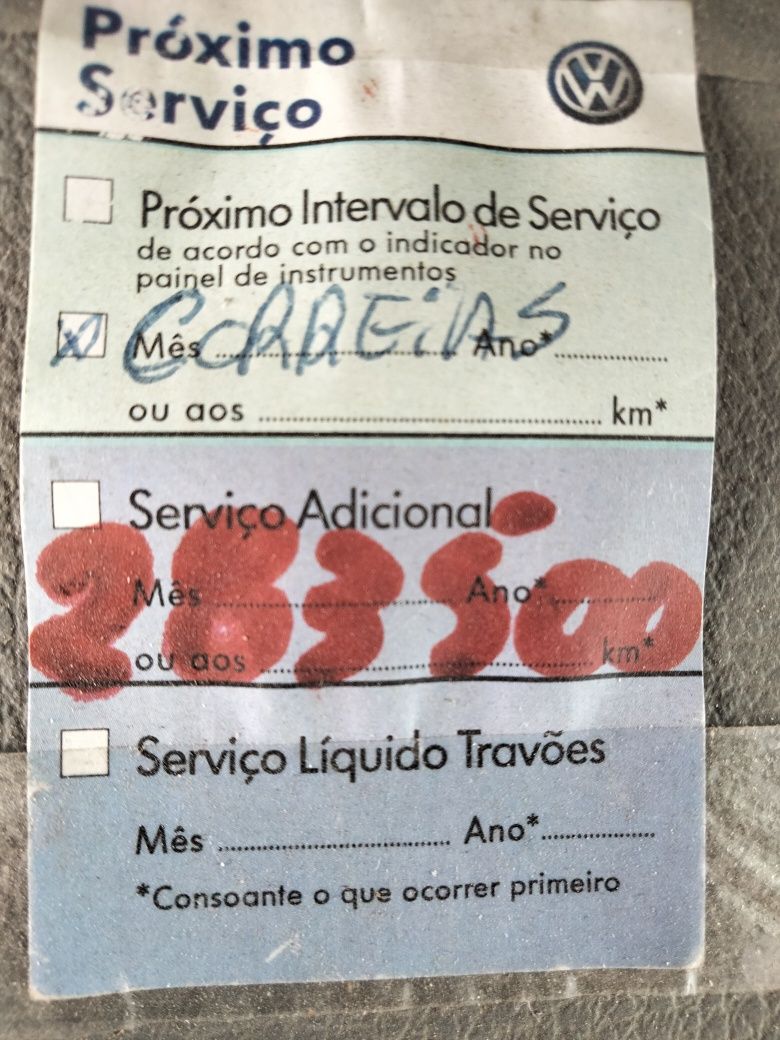 Próximo
Serviço
Próximo Intervalo de Serviço
de acordo com o indicador no
painel de instrumentos
x CORREIAS
Mês .......... Ano*..........
ou aos .......... km*
Serviço Adicional
283500
Mês .......... Ano*..........
ou aos .......... km*
Serviço Líquido Travões
Mês .......... Ano*..........
*Consoante o que ocorrer primeiro